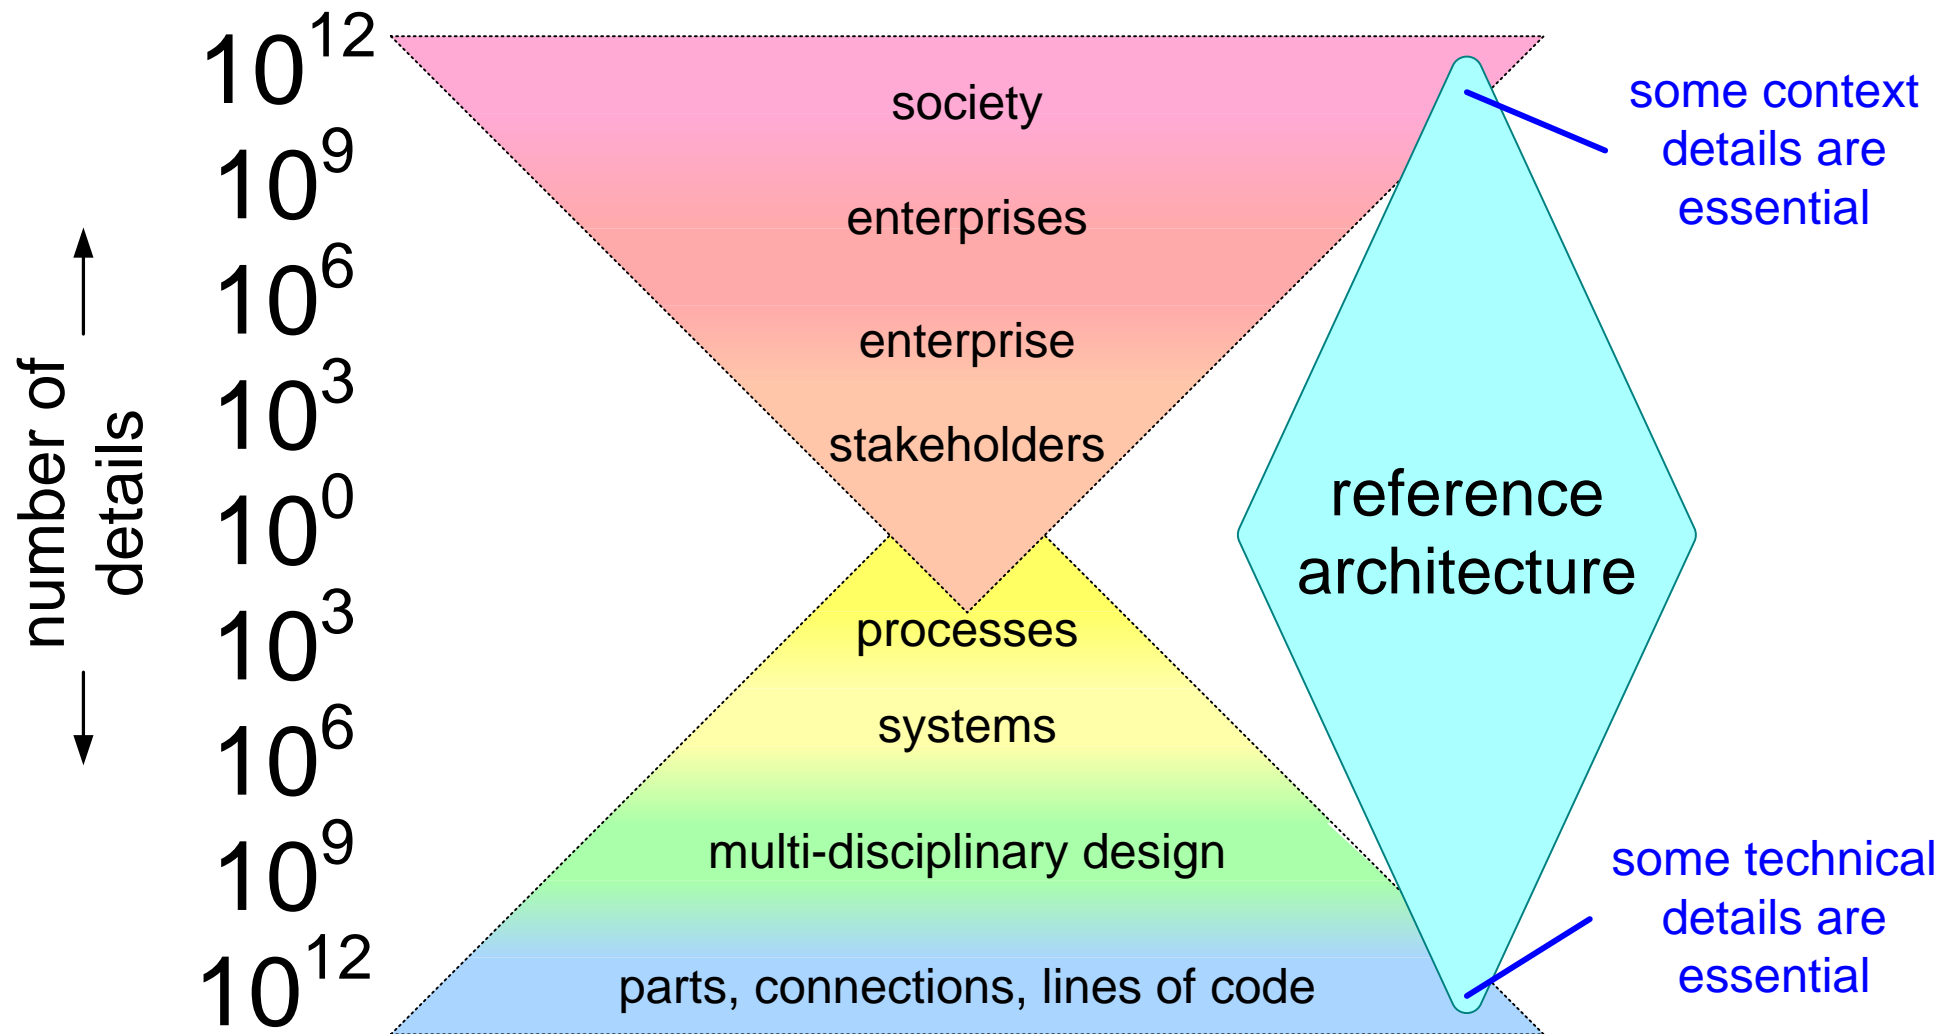 number of
details
10^12
10^9
10^6
10^3
10^0
10^3
10^6
10^9
10^12
society
enterprises
enterprise
stakeholders
processes
systems
multi-disciplinary design
parts, connections, lines of code
reference
architecture
some context
details are
essential
some technical
details are
essential